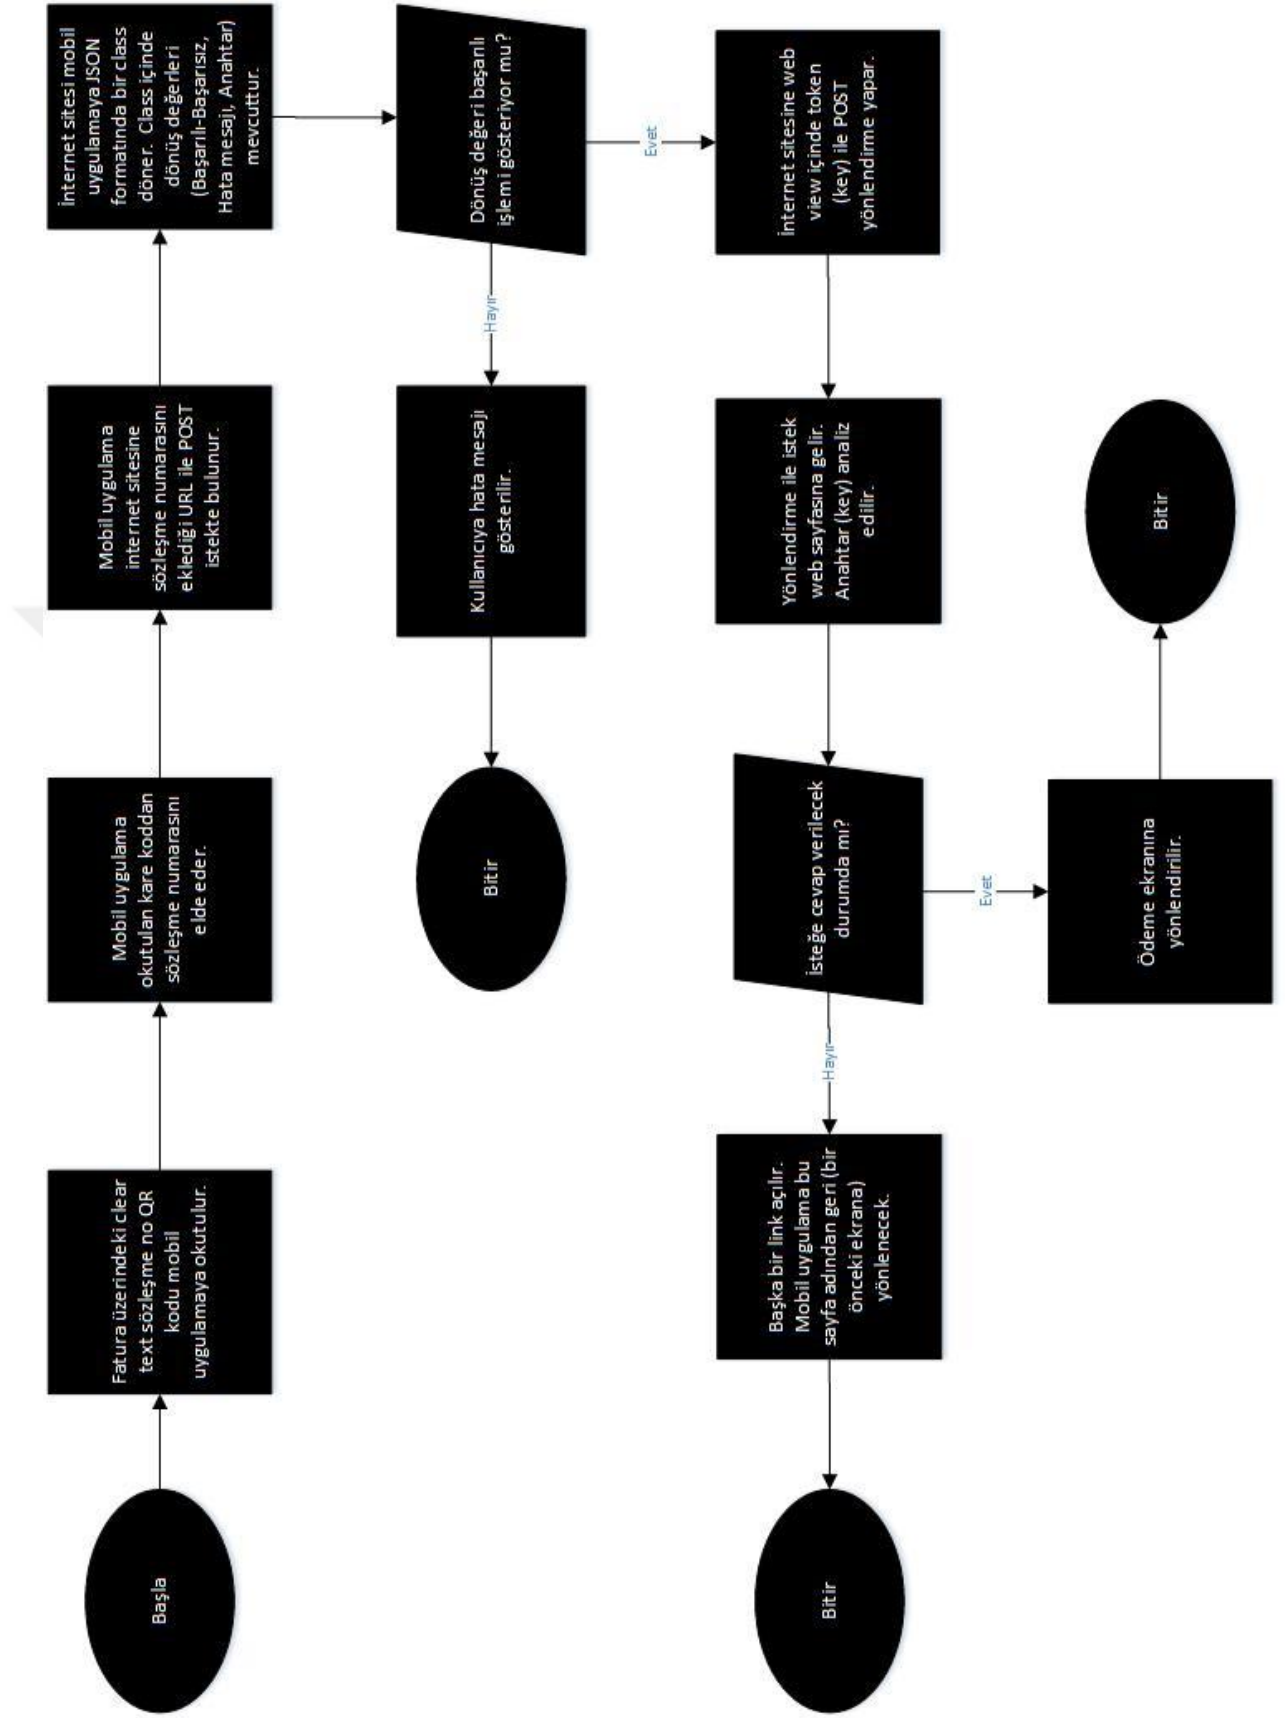 Başla
Fatura üzerindeki clear
text sözleşme no QR
kodu mobil
uygulamaya okutulur.
Mobil uygulama
okutulan kare koddan
sözleşme numarasını
elde eder.
Mobil uygulama
internet sitesine
sözleşme numarasını
eklediği URL ile POST
istekte bulunur.
İnternet sitesi mobil
uygulamaya JSON
formatında bir class
döner. Class içinde
dönüş değerleri
(Başarılı-Başarısız,
Hata mesajı, Anahtar)
mevcuttur.
Dönüş değeri başarılı
işlemi gösteriyor mu?
Hayır
Kullanıcıya hata mesajı
gösterilir.
Bitir
Evet
İnternet sitesine web
view içinde token
(key) ile POST
yönlendirme yapar.
Yönlendirme ile istek
web sayfasına gelir.
Anahtar (key) analiz
edilir.
İsteğe cevap verilecek
durumda mı?
Hayır
Başka bir link açılır.
Mobil uygulama bu
sayfa adından geri (bir
önceki ekrana)
yönlenecek.
Bitir
Evet
Ödeme ekranına
yönlendirilir.
Bitir